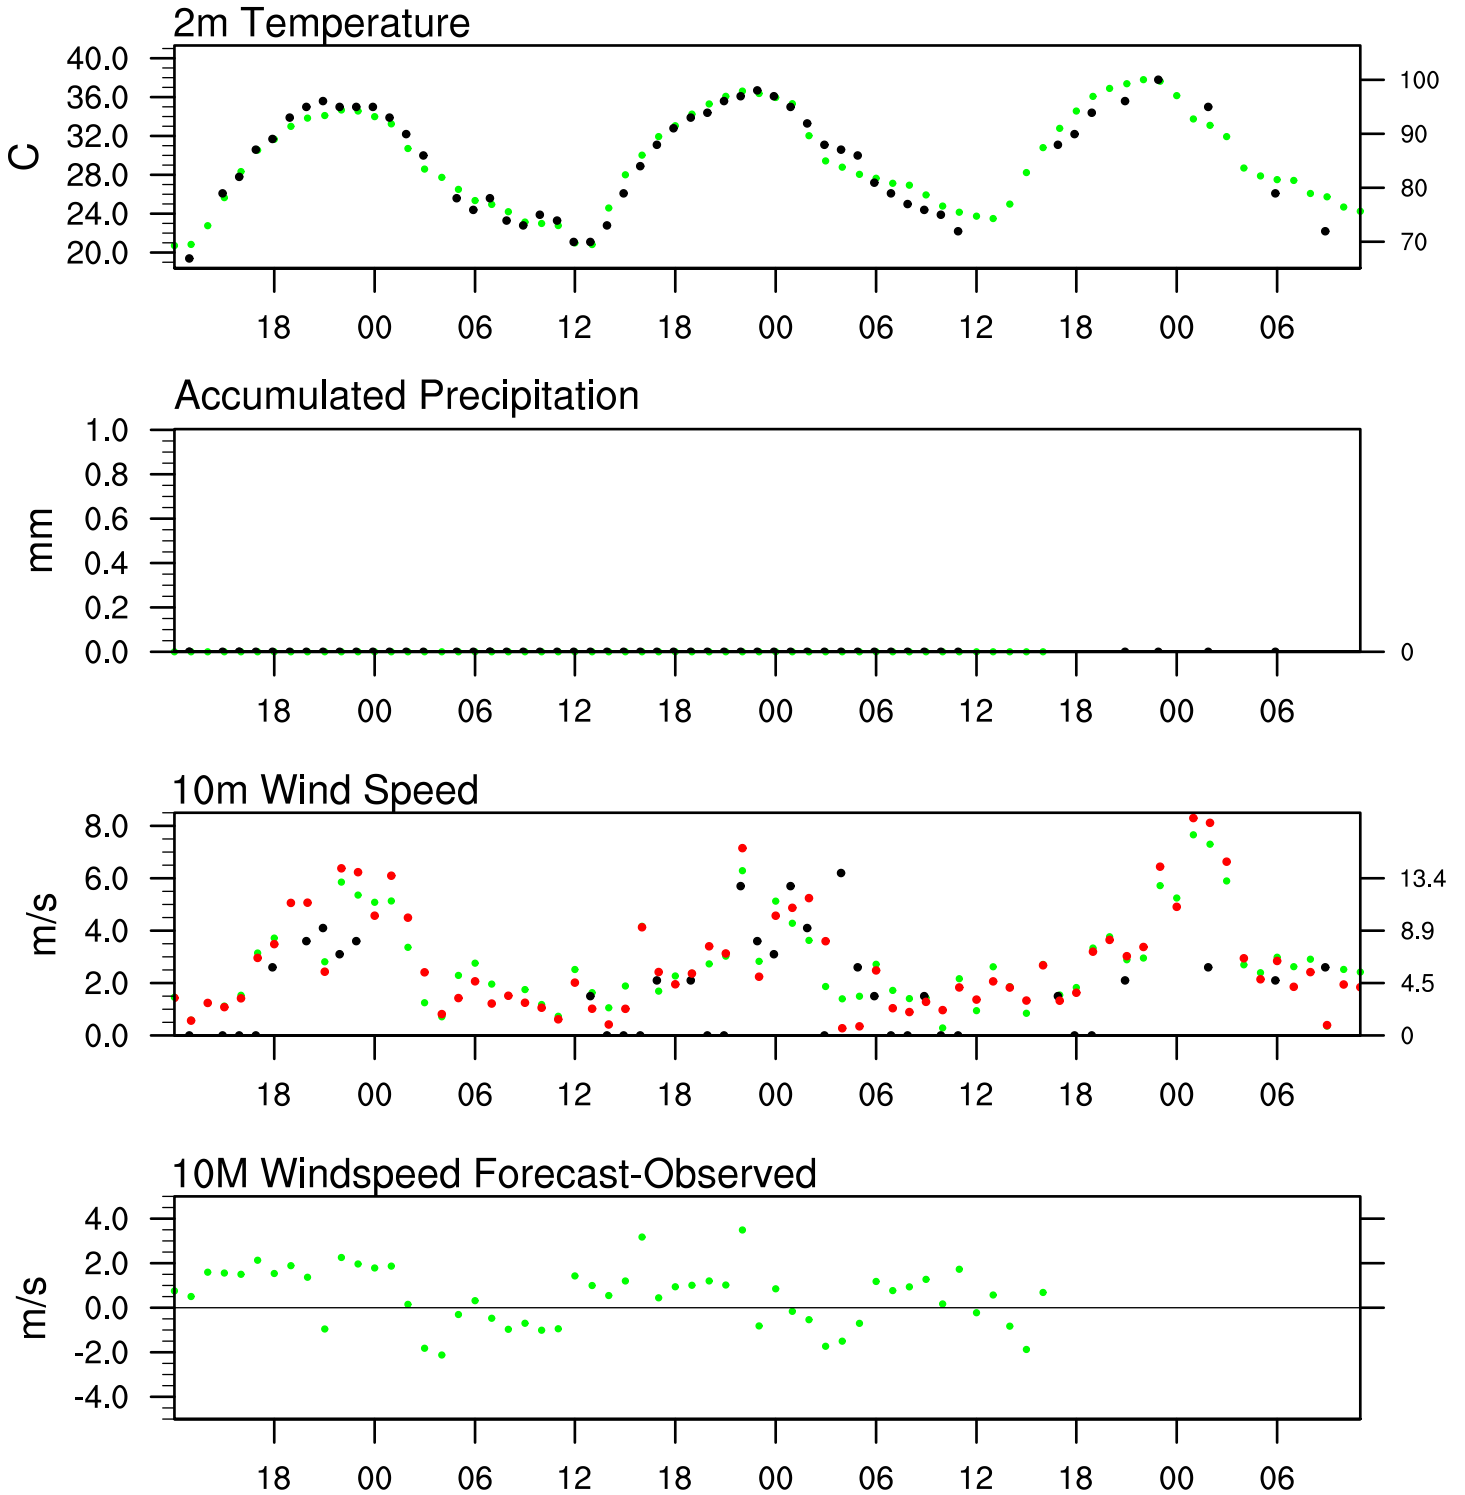 2m Temperature
40.0
36.0
32.0
28.0
24.0
20.0
C
100
90
80
70
18 00 06 12 18 00 06 12 18 00 06
Accumulated Precipitation
1.0
0.8
0.6
0.4
0.2
0.0
mm
0
18 00 06 12 18 00 06 12 18 00 06
10m Wind Speed
8.0
6.0
4.0
2.0
0.0
m/s
13.4
8.9
4.5
0
18 00 06 12 18 00 06 12 18 00 06
10M Windspeed Forecast-Observed
4.0
2.0
0.0
-2.0
-4.0
m/s
18 00 06 12 18 00 06 12 18 00 06